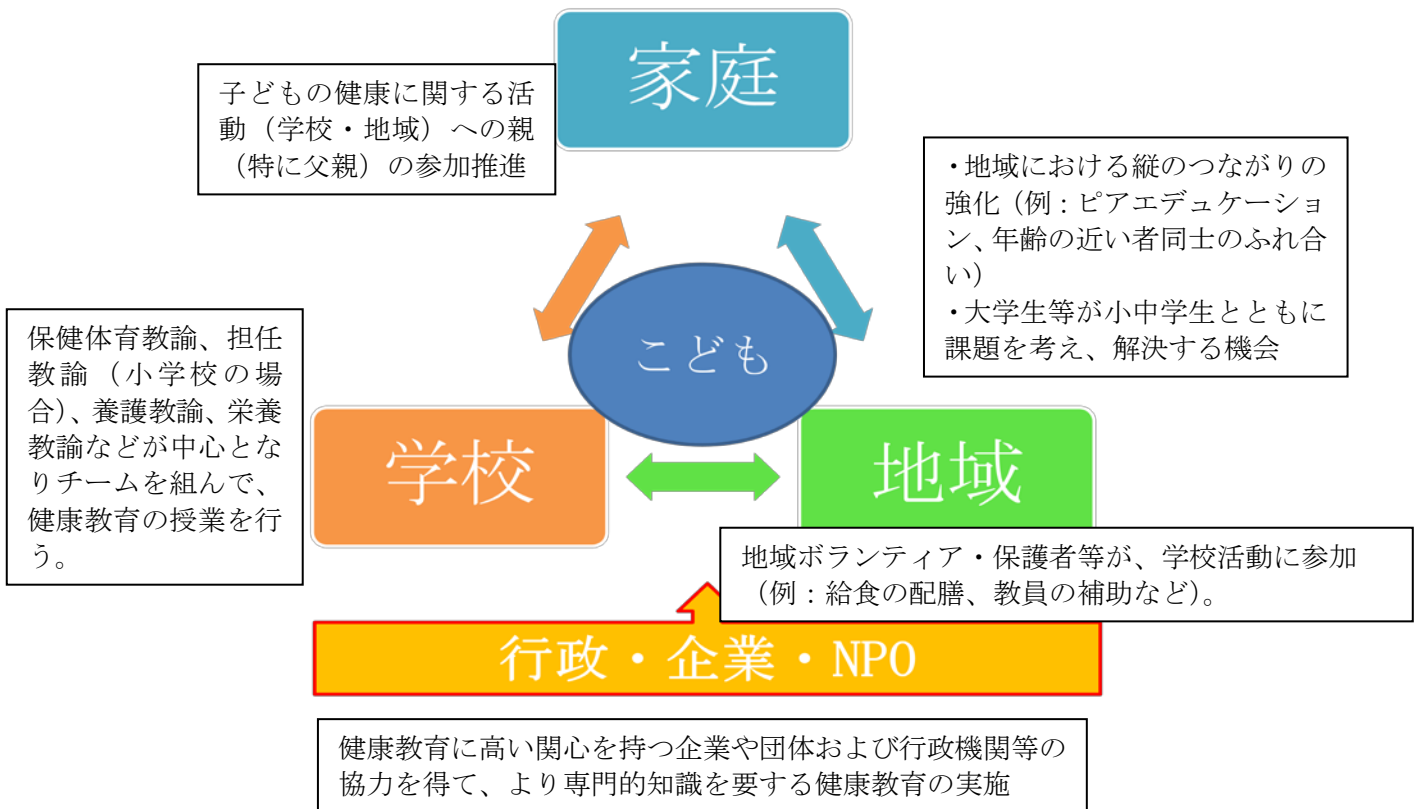 家庭
子どもの健康に関する活
動（学校・地域）への親
（特に父親）の参加推進
・地域における縦のつながりの
強化（例：ピアエデュケーショ
ン、年齢の近い者同士のふれ合
い）
・大学生等が小中学生とともに
課題を考え、解決する機会
こども
保健体育教諭、担任
教諭（小学校の場
合）、養護教諭、栄養
教諭などが中心とな
りチームを組んで、
健康教育の授業を行
う。
学校
地域
地域ボランティア・保護者等が、学校活動に参加
（例：給食の配膳、教員の補助など）。
行政・企業・NPO
健康教育に高い関心を持つ企業や団体および行政機関等の
協力を得て、より専門的知識を要する健康教育の実施